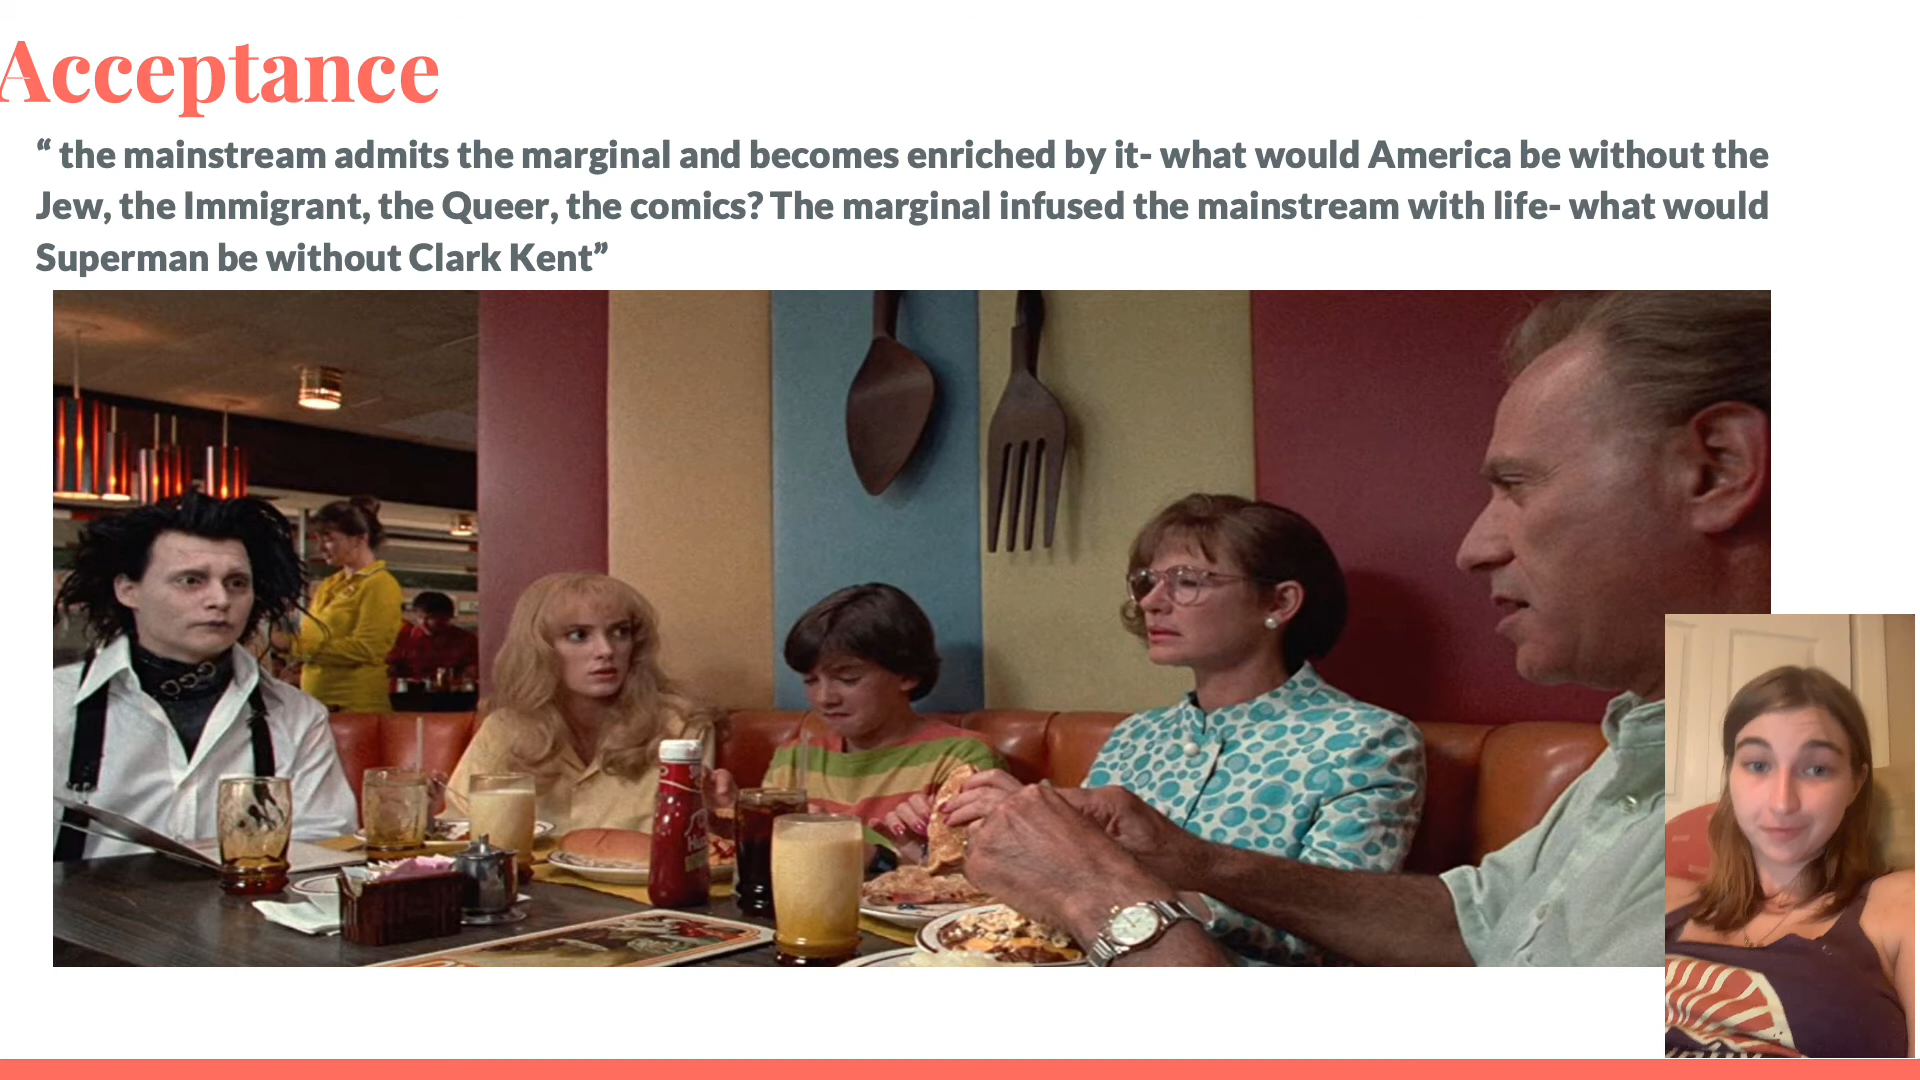 Acceptance
“ the mainstream admits the marginal and becomes enriched by it- what would America be without the
Jew, the Immigrant, the Queer, the comics? The marginal infused the mainstream with life- what would
Superman be without Clark Kent”